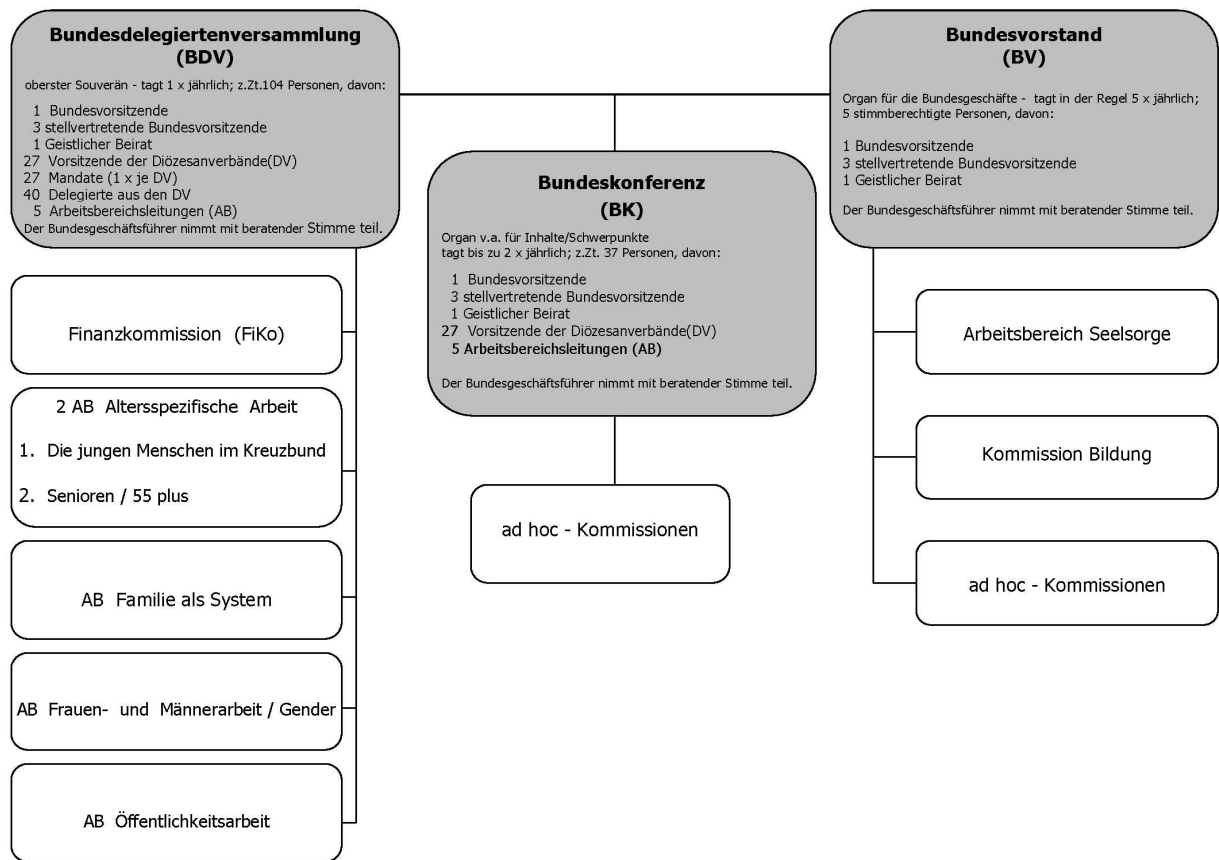 Bundesdelegiertenversammlung
(BDV)
oberster Souverän - tagt 1 x jährlich; z.Zt.104 Personen, davon:
1 Bundesvorsitzende
3 stellvertretende Bundesvorsitzende
1 Geistlicher Beirat
27 Vorsitzende der Diözesanverbände(DV)
27 Mandate (1 x je DV)
40 Delegierte aus den DV
5 Arbeitsbereichsleitungen (AB)
Der Bundesgeschäftsführer nimmt mit beratender Stimme teil.
Finanzkommission (FiKo)
2 AB Altersspezifische Arbeit
1. Die jungen Menschen im Kreuzbund
2. Senioren / 55 plus
AB Familie als System
AB Frauen- und Männerarbeit / Gender
AB Öffentlichkeitsarbeit
Bundeskonferenz
(BK)
Organ v.a. für Inhalte/Schwerpunkte
tagt bis zu 2 x jährlich; z.Zt. 37 Personen, davon:
1 Bundesvorsitzende
3 stellvertretende Bundesvorsitzende
1 Geistlicher Beirat
27 Vorsitzende der Diözesanverbände(DV)
5 Arbeitsbereichsleitungen (AB)
Der Bundesgeschäftsführer nimmt mit beratender Stimme teil.
ad hoc - Kommissionen
Bundesvorstand
(BV)
Organ für die Bundesgeschäfte - tagt in der Regel 5 x jährlich;
5 stimmberechtigte Personen, davon:
1 Bundesvorsitzende
3 stellvertretende Bundesvorsitzende
1 Geistlicher Beirat
Der Bundesgeschäftsführer nimmt mit beratender Stimme teil.
Arbeitsbereich Seelsorge
Kommission Bildung
ad hoc - Kommissionen